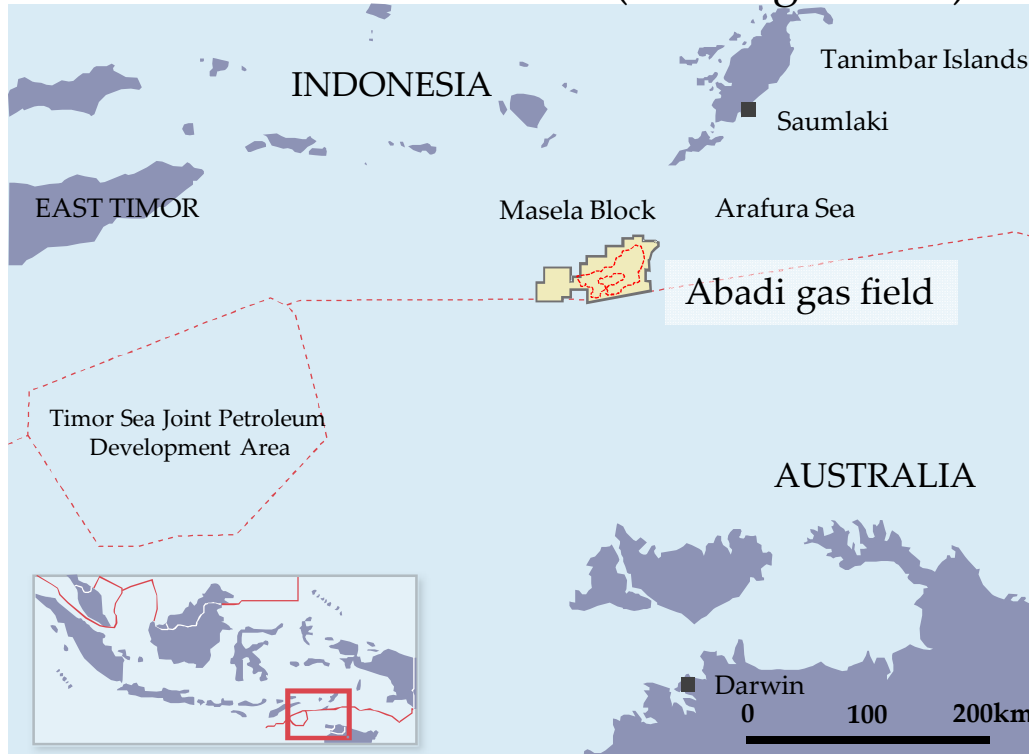 INDONESIA
Tanimbar Islands
Saumlaki
EAST TIMOR
Masela Block
Arafura Sea
Abadi gas field
Timor Sea Joint Petroleum
Development Area
AUSTRALIA
Darwin
0 100 200km